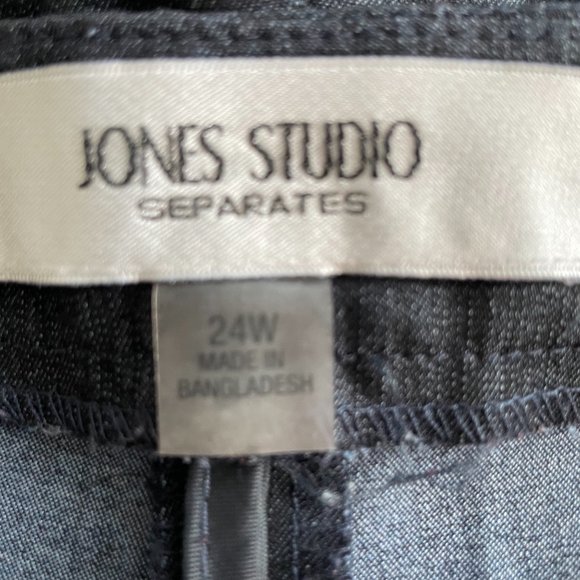 JONES STUDIO
SEPARATES
24W
MADE IN
BANGLADESH